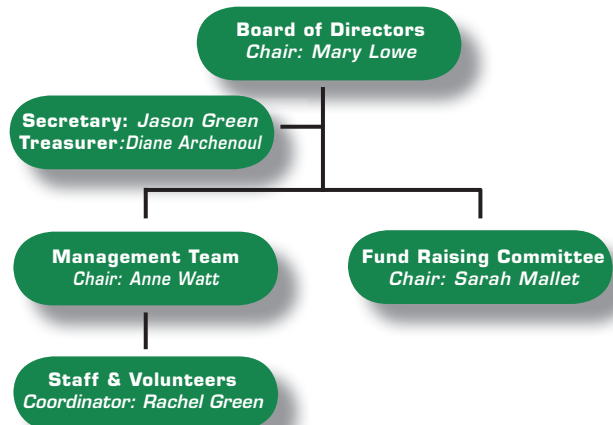 Board of Directors
Chair: Mary Lowe
Secretary: Jason Green
Treasurer:Diane Archenoul
Management Team
Chair: Anne Watt
Fund Raising Committee
Chair: Sarah Mallet
Staff & Volunteers
Coordinator: Rachel Green